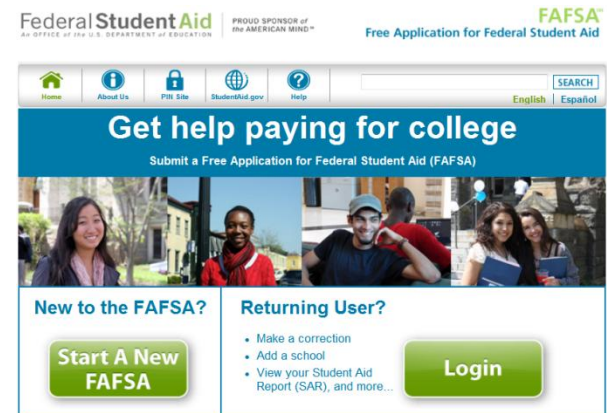 Federal Student Aid
An OFFICE of the U.S. DEPARTMENT of EDUCATION
PROUD SPONSOR of
the AMERICAN MIND™
FAFSA℠
Free Application for Federal Student Aid
Home
About Us
PIN Site
StudentAid.gov
Help
SEARCH
English | Español
Get help paying for college
Submit a Free Application for Federal Student Aid (FAFSA)
New to the FAFSA?
Start A New
FAFSA
Returning User?
• Make a correction
• Add a school
• View your Student Aid
Report (SAR), and more...
Login